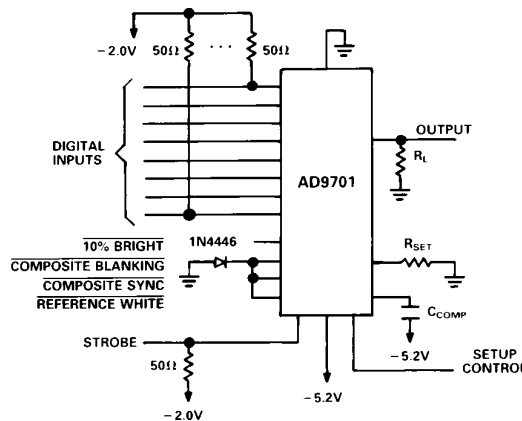 −2.0V
50Ω
...
50Ω
DIGITAL
INPUTS
AD9701
OUTPUT
RL
10% BRIGHT
1N4446
COMPOSITE BLANKING
COMPOSITE SYNC
REFERENCE WHITE
RSET
CCOMP
−5.2V
STROBE
50Ω
−2.0V
−5.2V
SETUP
CONTROL